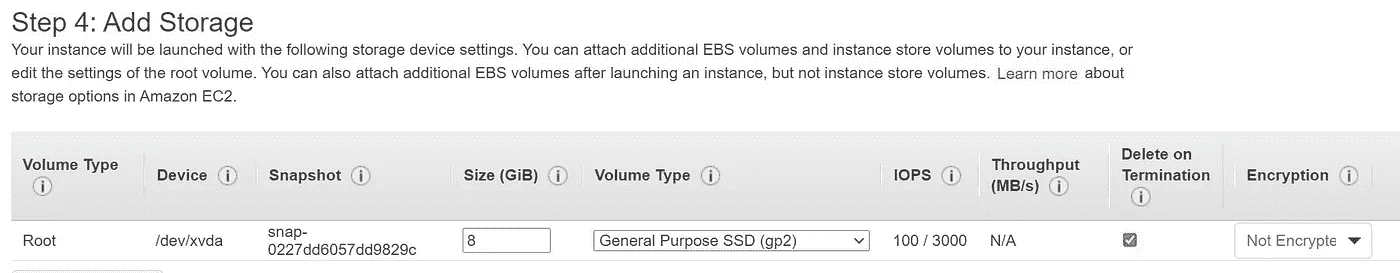 Step 4: Add Storage
Your instance will be launched with the following storage device settings. You can attach additional EBS volumes and instance store volumes to your instance, or
edit the settings of the root volume. You can also attach additional EBS volumes after launching an instance, but not instance store volumes. Learn more about
storage options in Amazon EC2.
Volume Type
Device
Snapshot
Size (GiB)
Volume Type
IOPS
Throughput
(MB/s)
Delete on
Termination
Encryption
Root
/dev/xvda
snap-
0227dd6057dd9829c
8
General Purpose SSD (gp2)
100 / 3000
N/A
Not Encrypte